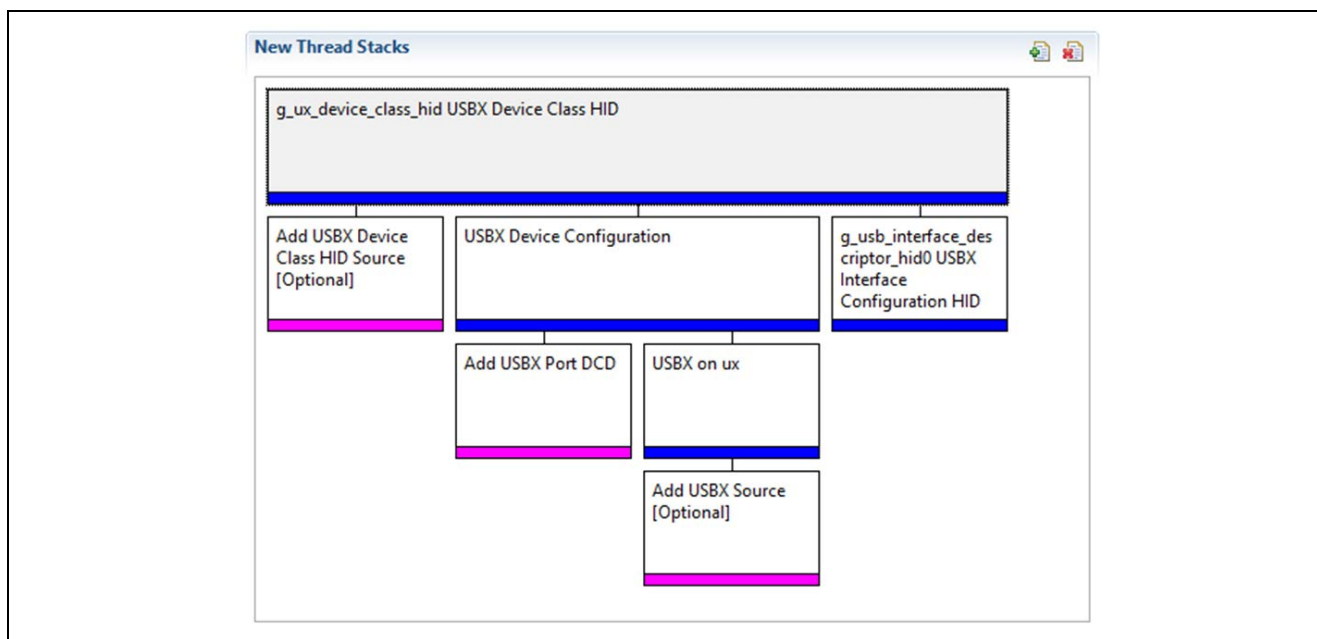 New Thread Stacks
g_ux_device_class_hid USBX Device Class HID
Add USBX Device
Class HID Source
[Optional]
USBX Device Configuration
g_usb_interface_des
criptor_hid0 USBX
Interface
Configuration HID
Add USBX Port DCD
USBX on ux
Add USBX Source
[Optional]